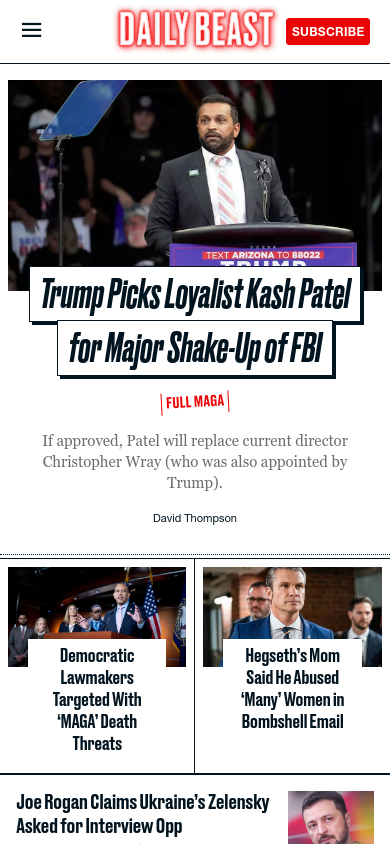 DAILY BEAST
SUBSCRIBE
TEXT ARIZONA TO 88022
TRUMP
Trump Picks Loyalist Kash Patel
for Major Shake-Up of FBI
FULL MAGA
If approved, Patel will replace current director
Christopher Wray (who was also appointed by
Trump).
David Thompson
Democratic
Lawmakers
Targeted With
‘MAGA’ Death
Threats
Hegseth’s Mom
Said He Abused
‘Many’ Women in
Bombshell Email
Joe Rogan Claims Ukraine’s Zelensky
Asked for Interview Opp